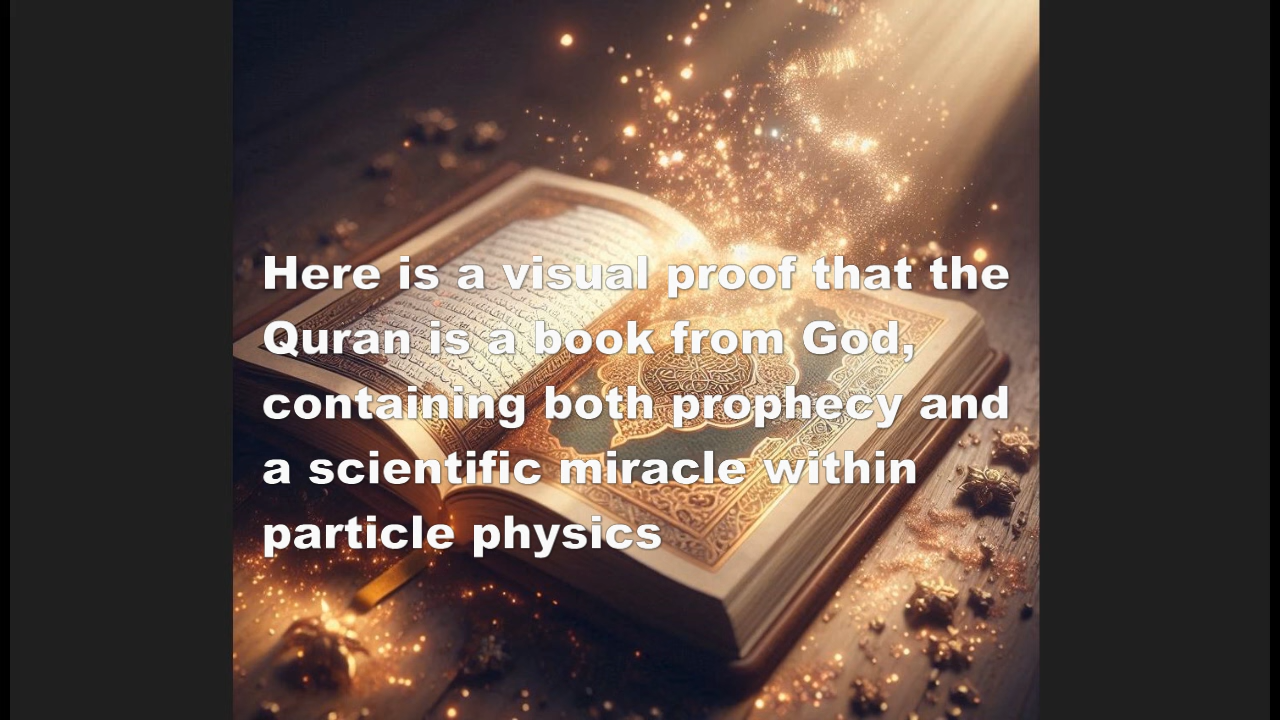 Here is a visual proof that the
Quran is a book from God,
containing both prophecy and
a scientific miracle within
particle physics